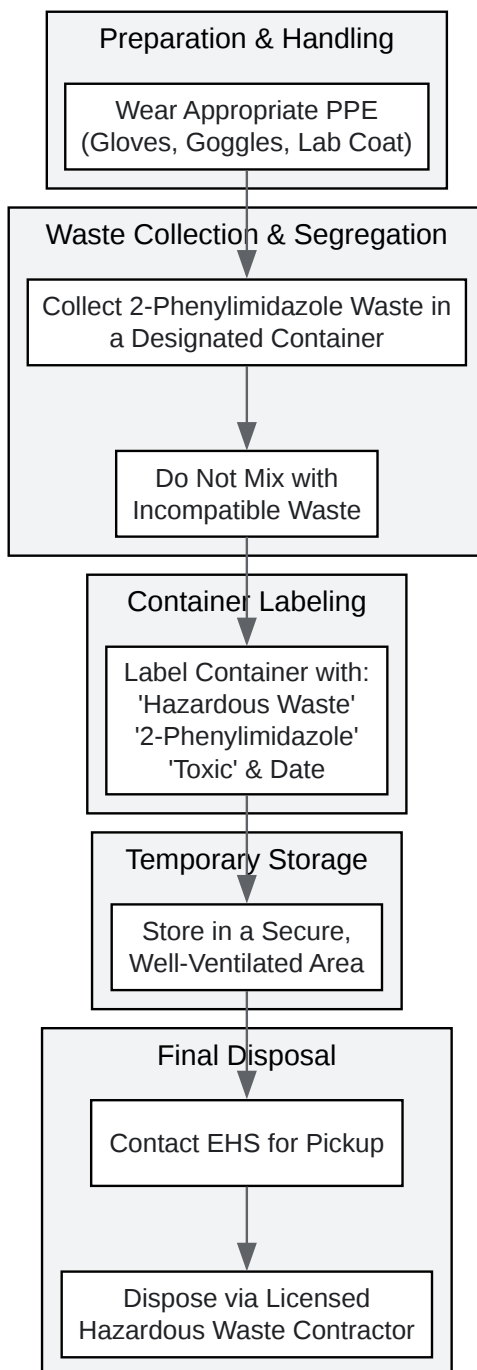 Preparation & Handling
Wear Appropriate PPE
(Gloves, Goggles, Lab Coat)
Waste Collection & Segregation
Collect 2-Phenylimidazole Waste in
a Designated Container
Do Not Mix with
Incompatible Waste
Container Labeling
Label Container with:
'Hazardous Waste'
'2-Phenylimidazole'
'Toxic' & Date
Temporary Storage
Store in a Secure,
Well-Ventilated Area
Final Disposal
Contact EHS for Pickup
Dispose via Licensed
Hazardous Waste Contractor